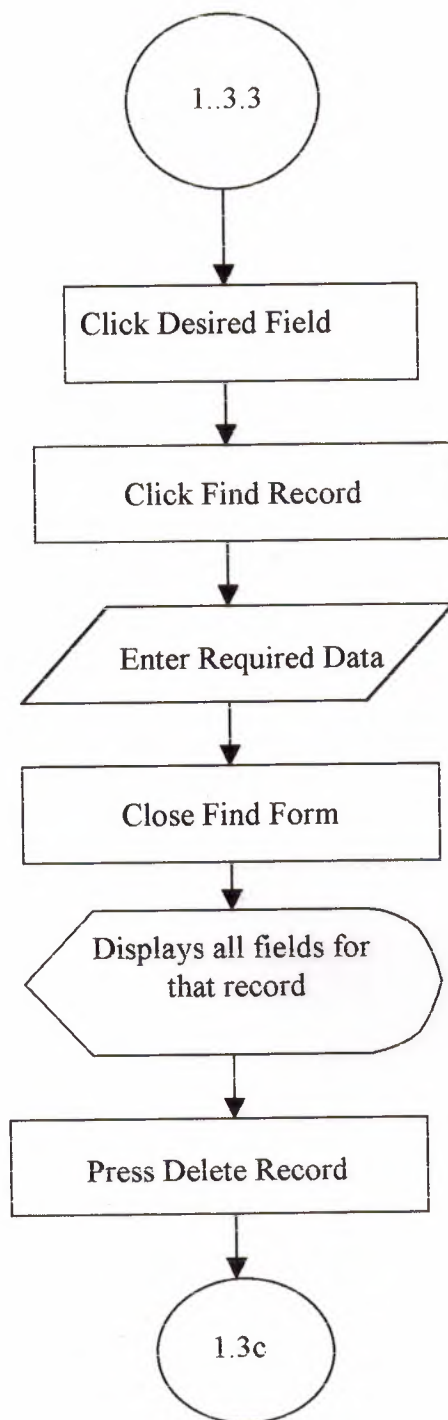 1..3.3
Click Desired Field
Click Find Record
Enter Required Data
Close Find Form
Displays all fields for
that record
Press Delete Record
1.3c